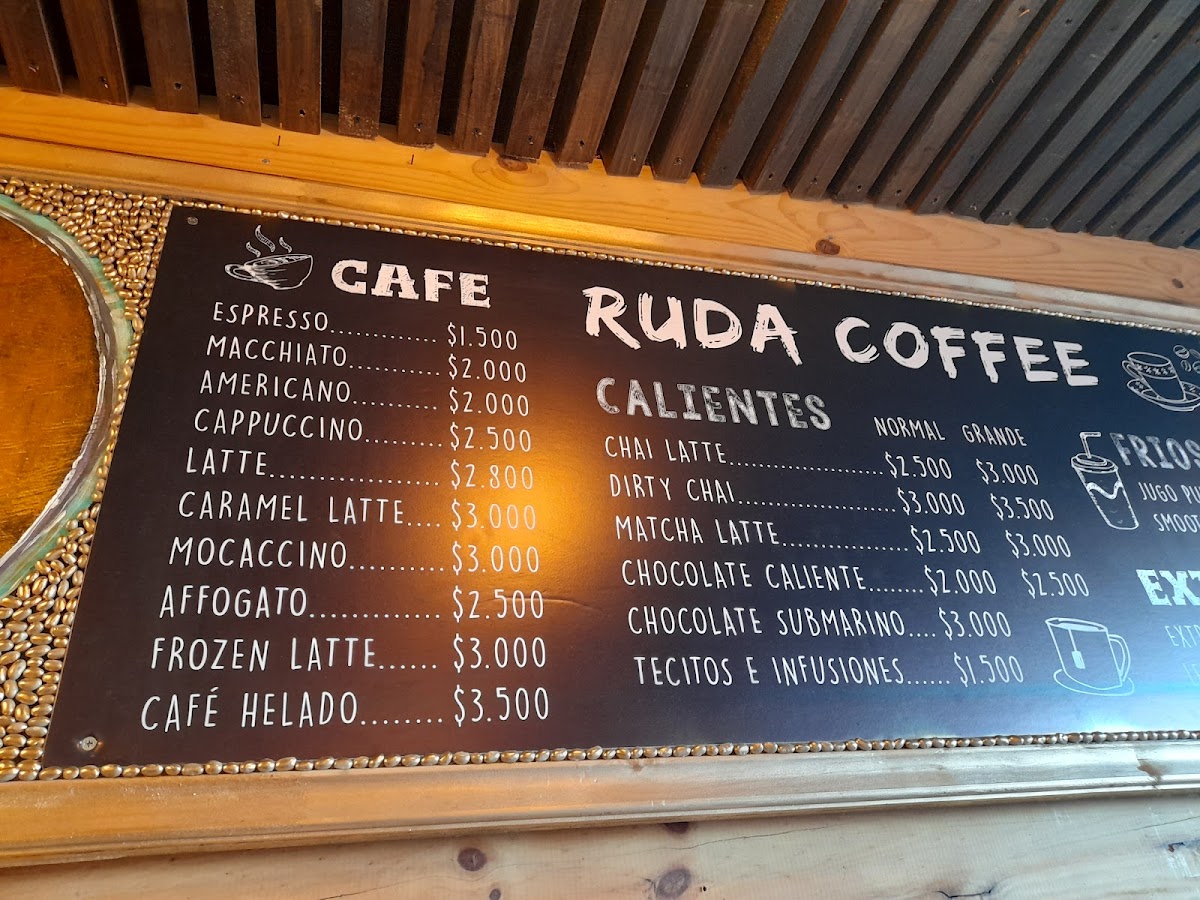 CAFE
ESPRESSO........... $1.500
MACCHIATO.......... $2.000
AMERICANO.......... $2.000
CAPPUCCINO......... $2.500
LATTE.................. $2.800
CARAMEL LATTE.... $3.000
MOCACCINO.......... $3.000
AFFOGATO............. $2.500
FROZEN LATTE...... $3.000
CAFÉ HELADO........ $3.500
RUDA COFFEE
CALIENTES
NORMAL GRANDE
CHAI LATTE.................... $2.500 $3.000
DIRTY CHAI.................... $3.000 $3.500
MATCHA LATTE................ $2.500 $3.000
CHOCOLATE CALIENTE....... $2.000 $2.500
CHOCOLATE SUBMARINO.... $3.000
TECITOS E INFUSIONES...... $1.500
FRIOS
JUGO